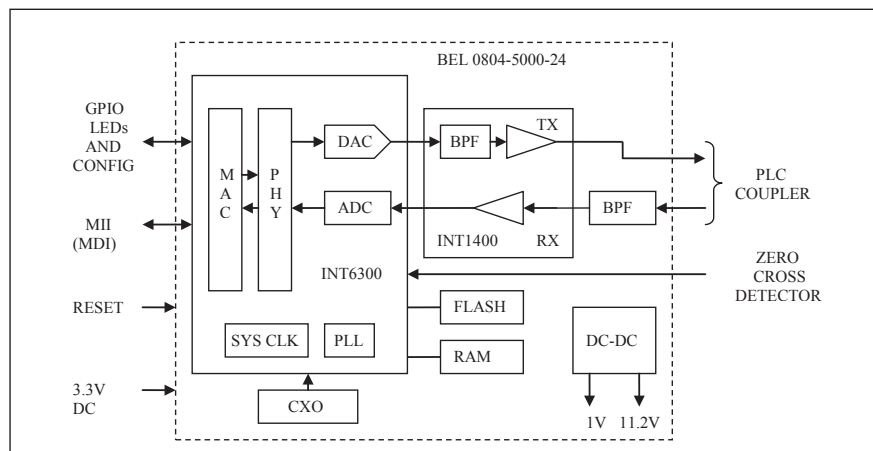 BEL 0804-5000-24
GPIO
LEDs
AND
CONFIG
MII
(MDI)
RESET
3.3V
DC
M
A
C
P
H
Y
DAC
ADC
INT6300
SYS CLK
PLL
CXO
BPF
TX
INT1400
RX
BPF
FLASH
RAM
DC-DC
1V
11.2V
PLC
COUPLER
ZERO
CROSS
DETECTOR